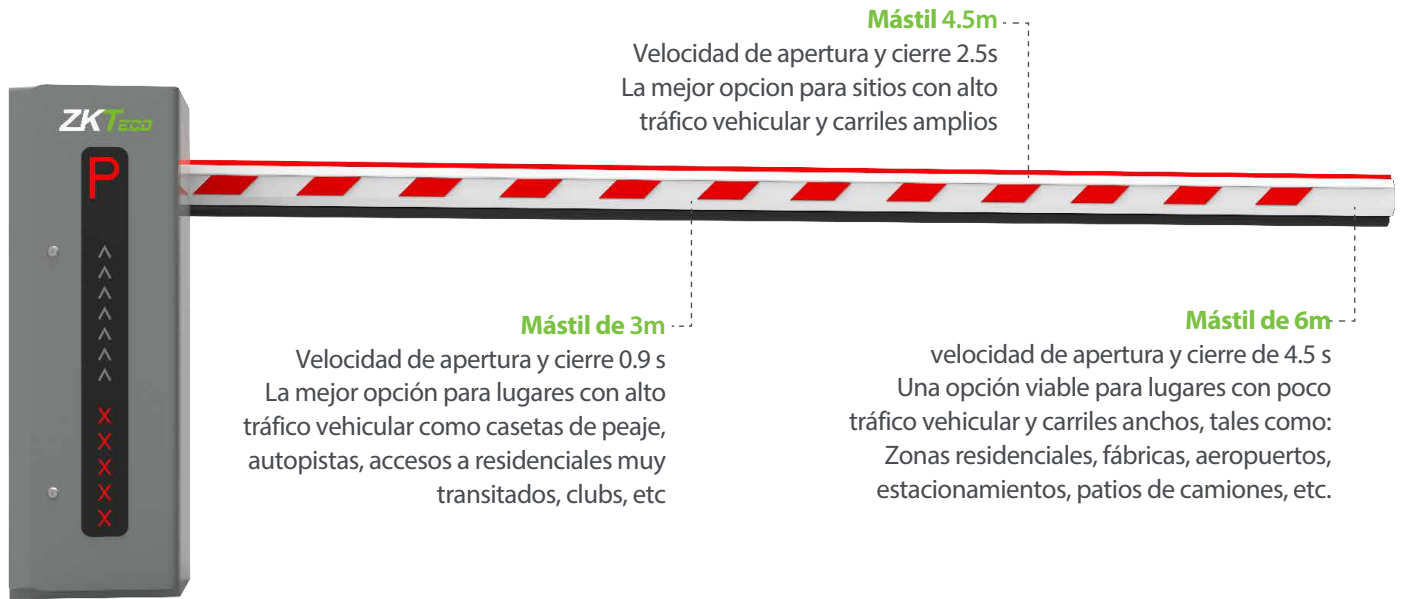 Mástil 4.5m
Velocidad de apertura y cierre 2.5s
La mejor opcion para sitios con alto
tráfico vehicular y carriles amplios
ZKTeco
P
X
X
X
X
X
Mástil de 3m
Velocidad de apertura y cierre 0.9 s
La mejor opción para lugares con alto
tráfico vehicular como casetas de peaje,
autopistas, accesos a residenciales muy
transitados, clubs, etc
Mástil de 6m
velocidad de apertura y cierre de 4.5 s
Una opción viable para lugares con poco
tráfico vehicular y carriles anchos, tales como:
Zonas residenciales, fábricas, aeropuertos,
estacionamientos, patios de camiones, etc.